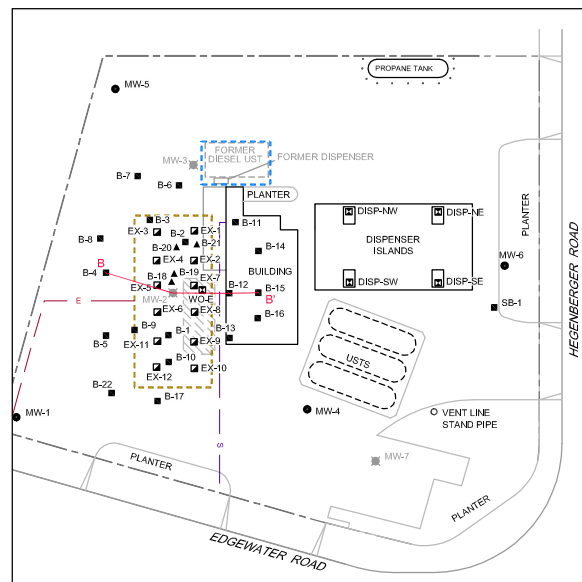 PROPANE TANK
MW-5
FORMER
DIESEL UST
FORMER DISPENSER
MW-3
B-7
B-6
PLANTER
B-3
EX-3
B-2
EX-1
B-11
B-20
B-21
B-8
EX-4
EX-2
B-14
BUILDING
B
B-4
B-18
B-19
EX-7
EX-5
MW-2
WO-E
B-12
B-15
B'
E
EX-6
EX-8
B-16
B-9
B-1
B-5
EX-11
EX-9
B-13
B-10
EX-12
EX-10
B-22
B-17
MW-1
S
DISP-NW
DISP-NE
DISPENSER
ISLANDS
DISP-SW
DISP-SE
MW-6
SB-1
USTS
MW-4
VENT LINE
STAND PIPE
MW-7
PLANTER
PLANTER
EDGEWATER ROAD
HEGENBERGER ROAD